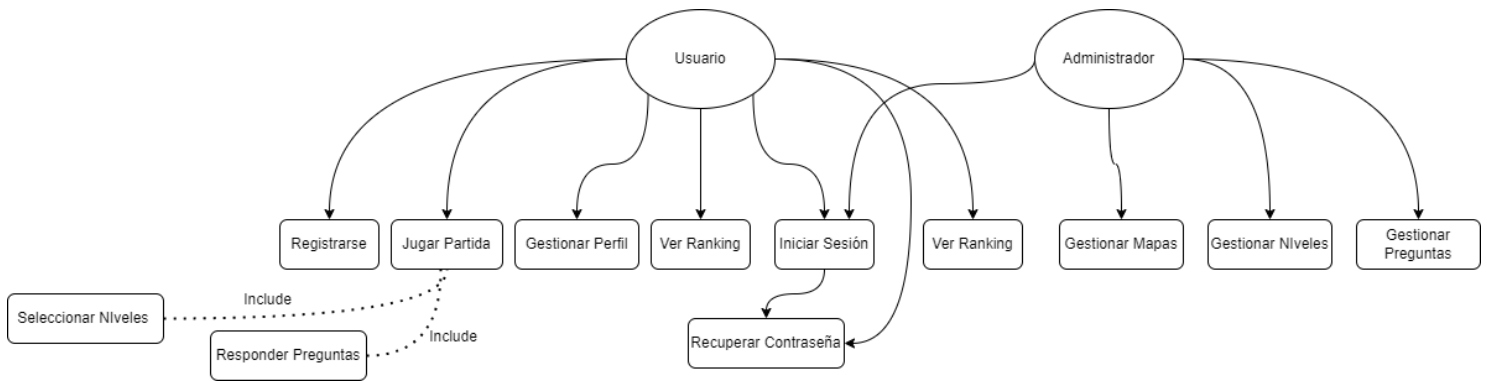 Usuario
Administrador
Registrarse
Jugar Partida
Gestionar Perfil
Ver Ranking
Iniciar Sesión
Ver Ranking
Gestionar Mapas
Gestionar NIveles
Gestionar
Preguntas
Include
Seleccionar NIveles
Include
Responder Preguntas
Recuperar Contraseña